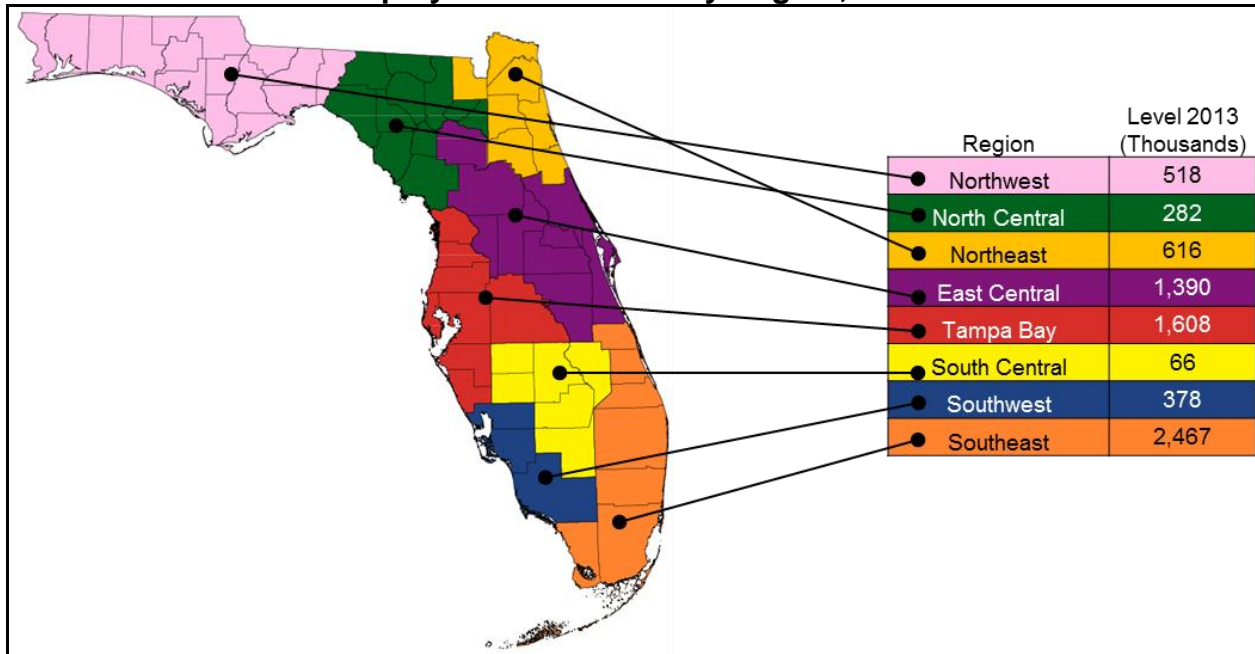 Level 2013
Region (Thousands)
Northwest 518
North Central 282
Northeast 616
East Central 1,390
Tampa Bay 1,608
South Central 66
Southwest 378
Southeast 2,467